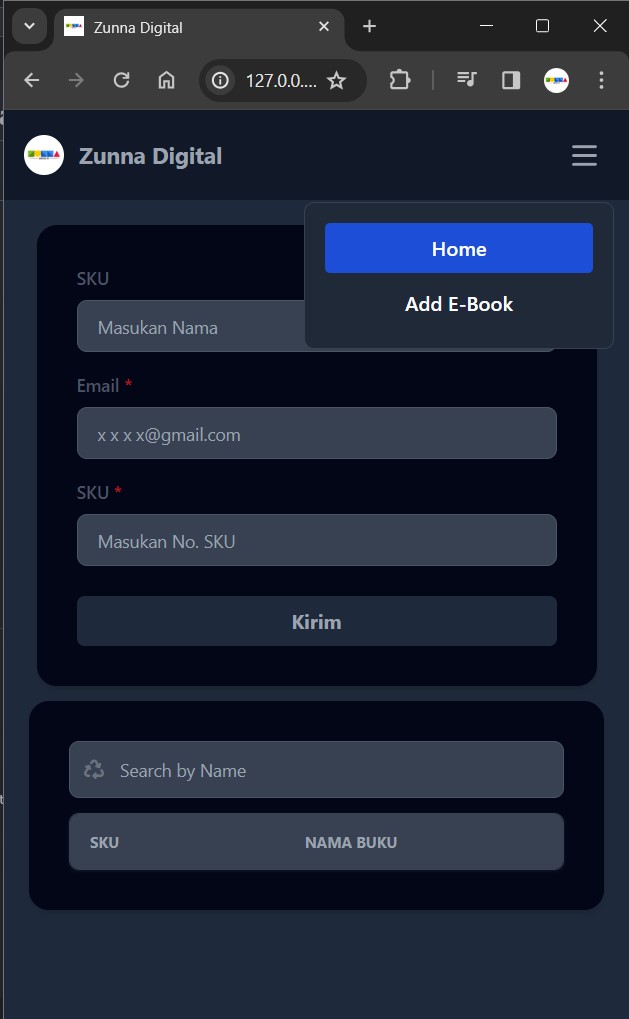 Zunna Digital
127.0.0....
Zunna Digital
Home
Add E-Book
SKU
Masukan Nama
Email *
x x x x@gmail.com
SKU *
Masukan No. SKU
Kirim
Search by Name
SKU NAMA BUKU